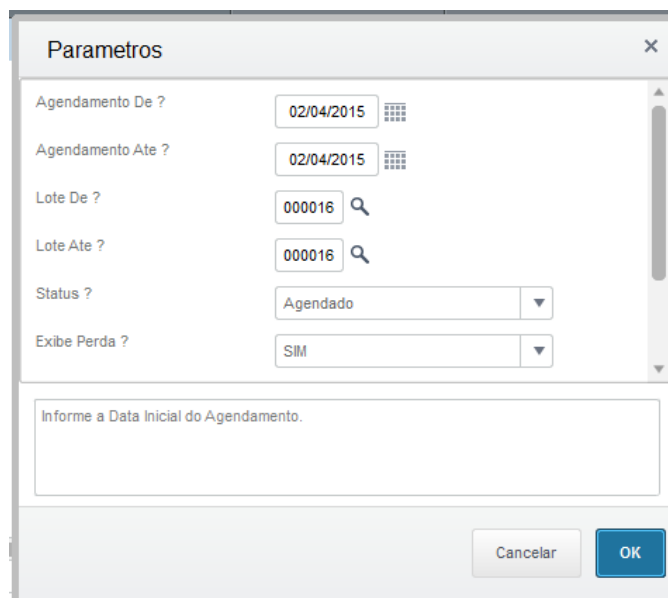 Parametros
Agendamento De ? 02/04/2015
Agendamento Ate ? 02/04/2015
Lote De ? 000016
Lote Ate ? 000016
Status ? Agendado
Exibe Perda ? SIM
Informe a Data Inicial do Agendamento.
Cancelar OK